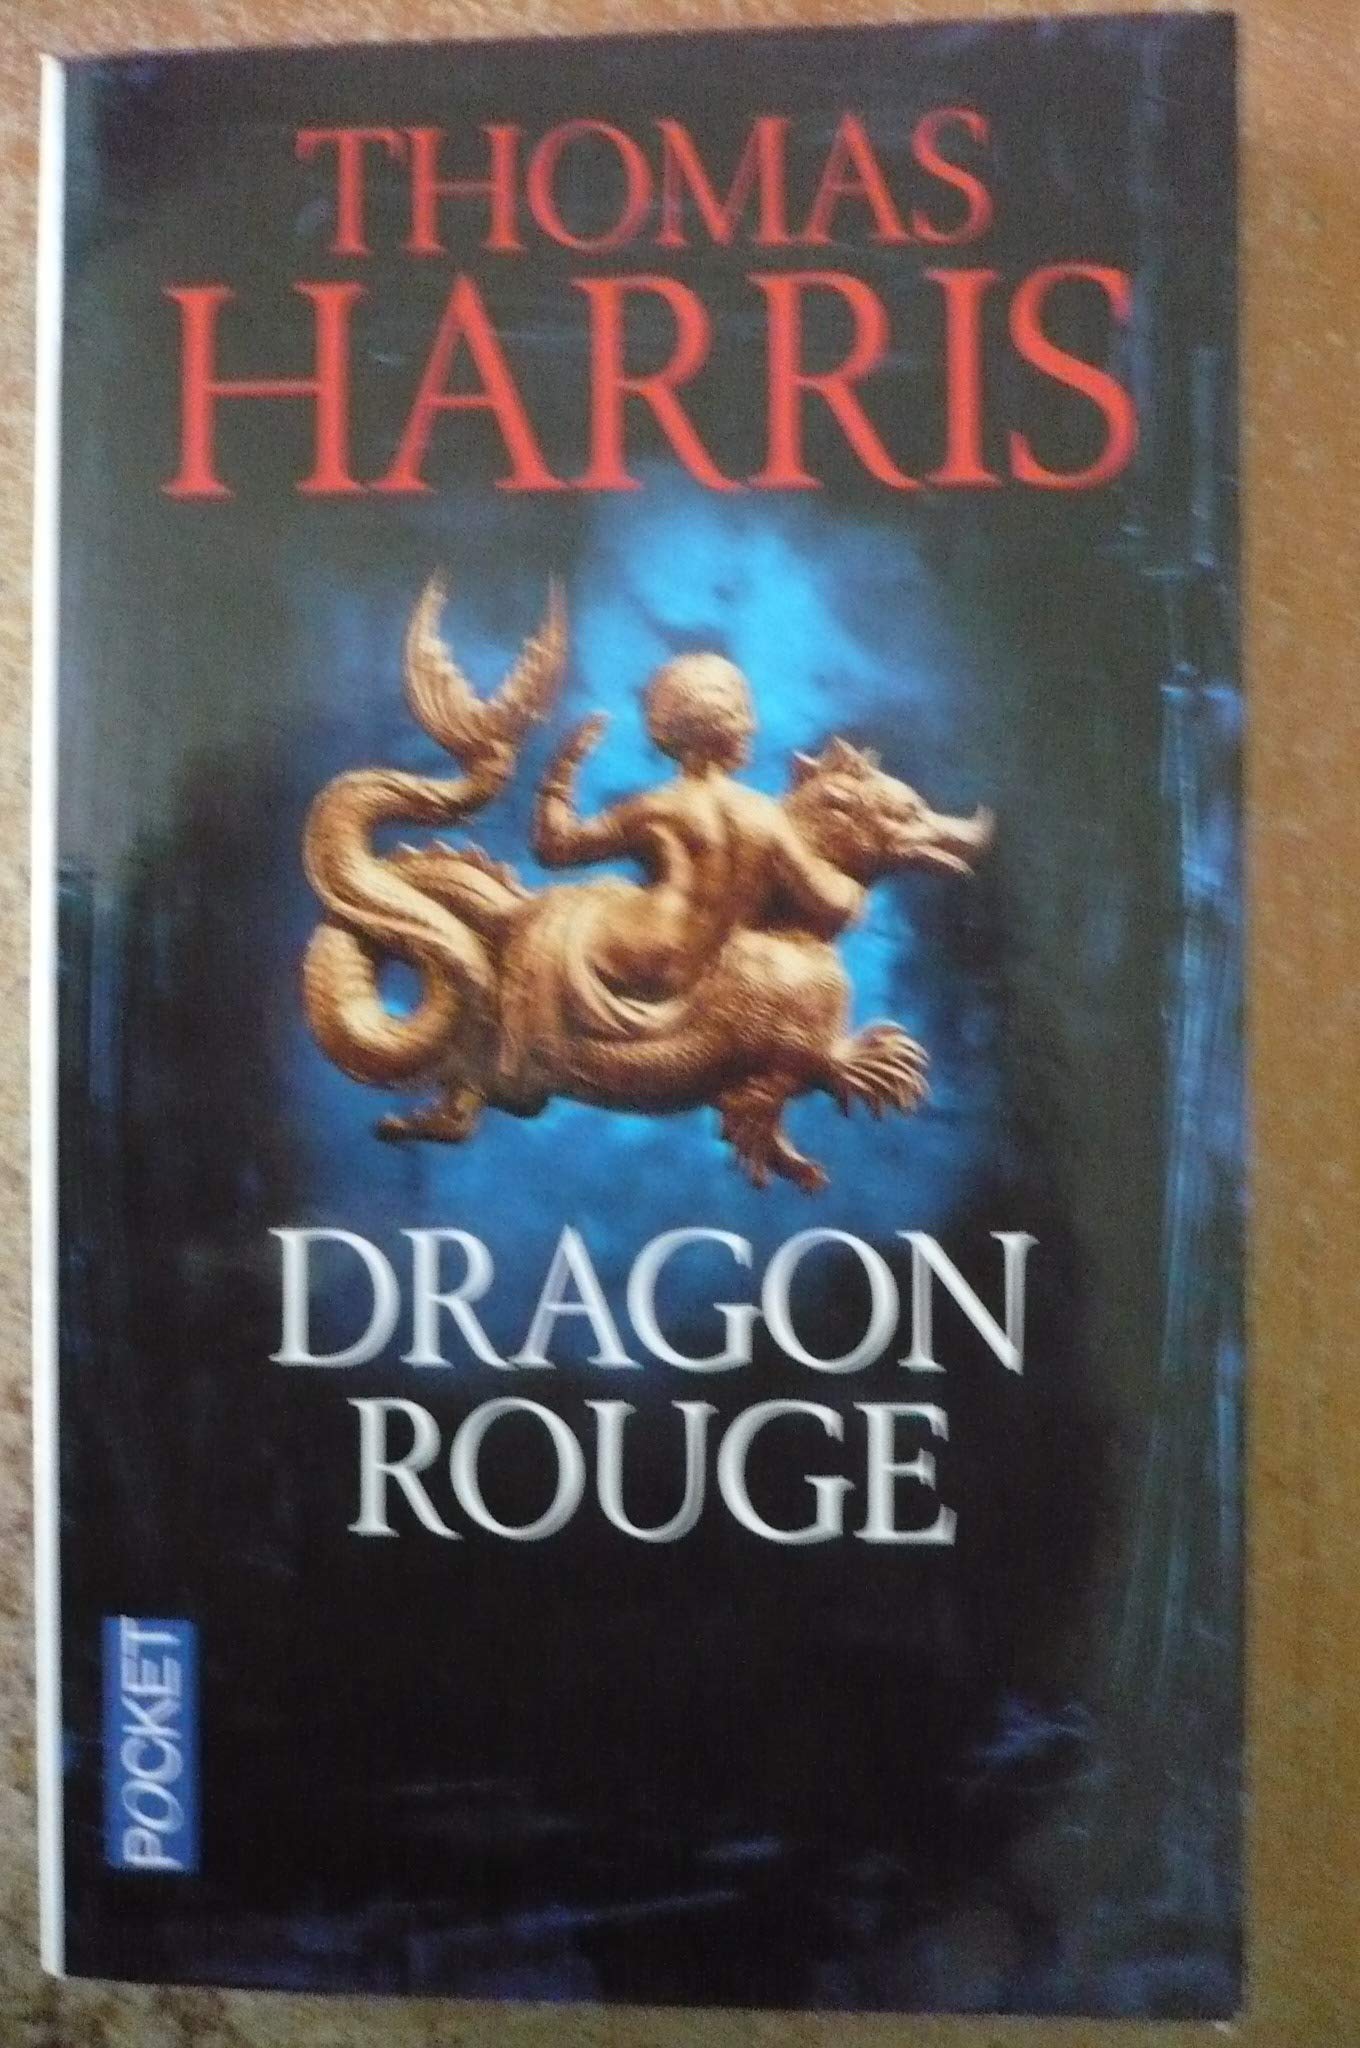 THOMAS
HARRIS
DRAGON
ROUGE
POCKET